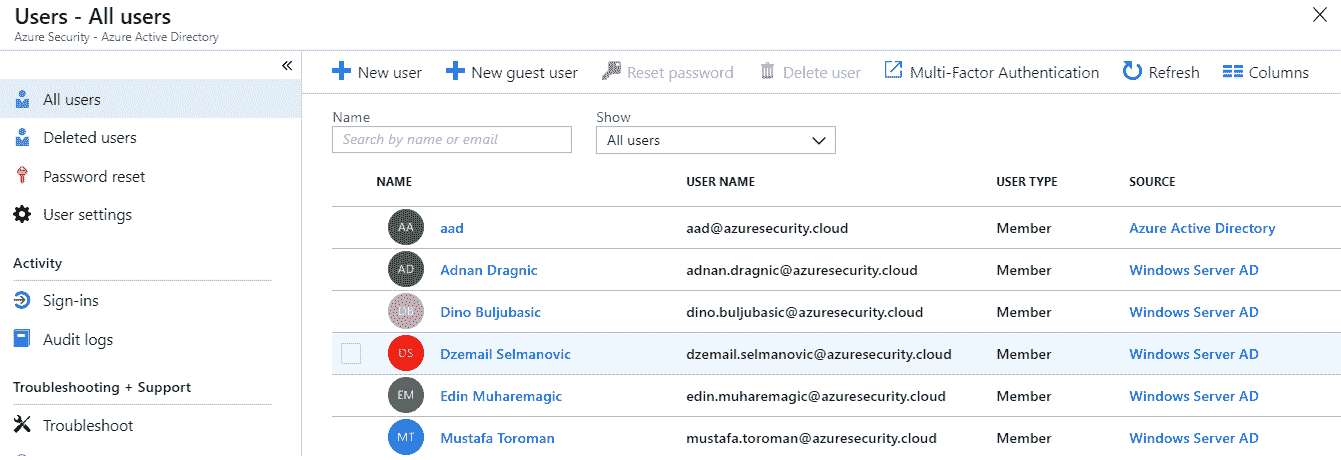 Users - All users
Azure Security - Azure Active Directory
«
All users
Deleted users
Password reset
User settings
Activity
Sign-ins
Audit logs
Troubleshooting + Support
Troubleshoot
New user New guest user Reset password Delete user Multi-Factor Authentication Refresh Columns
Name Show
Search by name or email All users
NAME USER NAME USER TYPE SOURCE
AA aad aad@azuresecurity.cloud Member Azure Active Directory
AD Adnan Dragnic adnan.dragnic@azuresecurity.cloud Member Windows Server AD
DB Dino Buljubasic dino.buljubasic@azuresecurity.cloud Member Windows Server AD
DS Dzemail Selmanovic dzemail.selmanovic@azuresecurity.cloud Member Windows Server AD
EM Edin Muharemagic edin.muharemagic@azuresecurity.cloud Member Windows Server AD
MT Mustafa Toroman mustafa.toroman@azuresecurity.cloud Member Windows Server AD